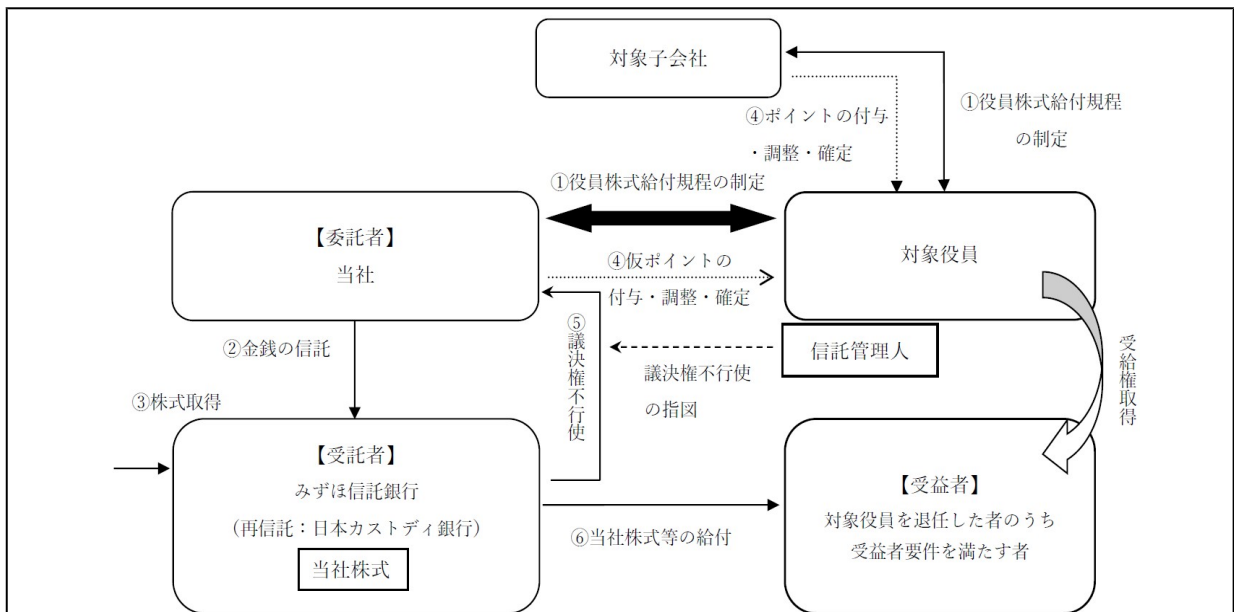 対象子会社
①役員株式給付規程
の制定
④ポイントの付与
・調整・確定
①役員株式給付規程の制定
【委託者】
当社
対象役員
④仮ポイントの
付与・調整・確定
②金銭の信託
⑤議決権不行使
信託管理人
議決権不行使
の指図
受給権取得
③株式取得
【受託者】
みずほ信託銀行
(再信託：日本カストディ銀行)
当社株式
⑥当社株式等の給付
【受益者】
対象役員を退任した者のうち
受益者要件を満たす者